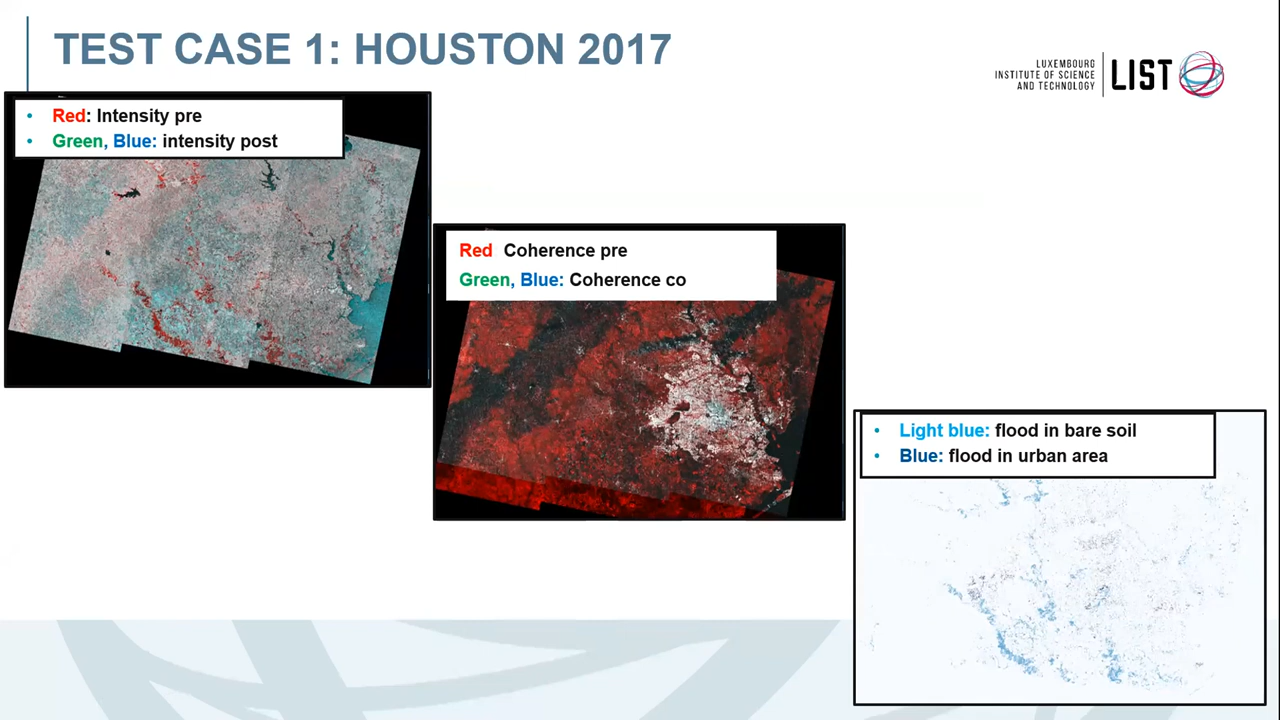 TEST CASE 1: HOUSTON 2017
LUXEMBOURG
INSTITUTE OF SCIENCE
AND TECHNOLOGY
LIST
• Red: Intensity pre
• Green, Blue: intensity post
Red Coherence pre
Green, Blue: Coherence co
• Light blue: flood in bare soil
• Blue: flood in urban area